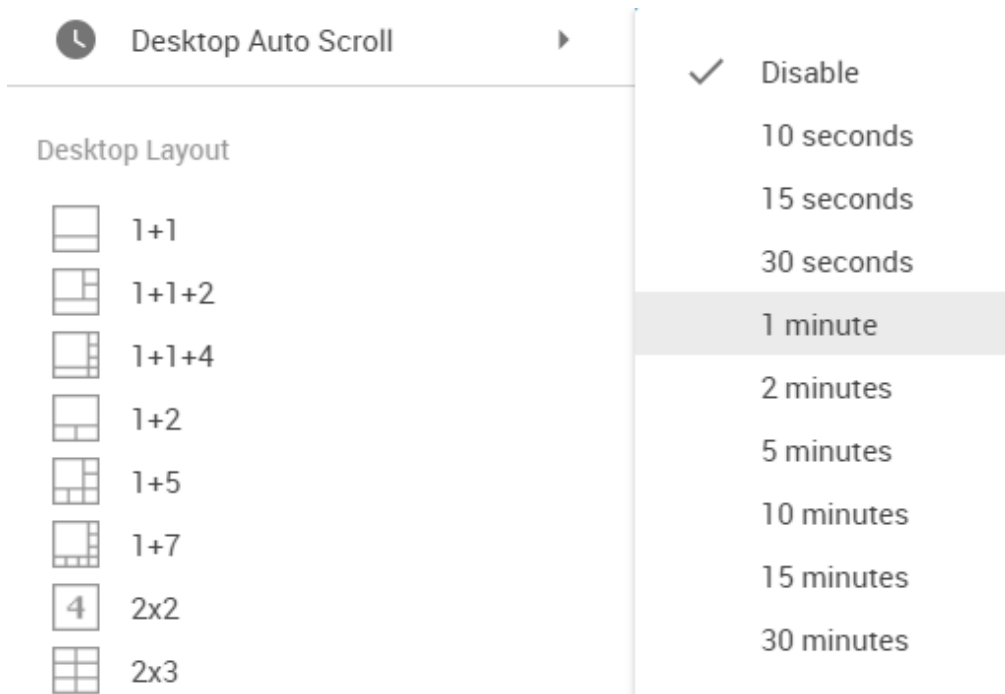 Desktop Auto Scroll
Desktop Layout
1+1
1+1+2
1+1+4
1+2
1+5
1+7
4 2x2
2x3
Disable
10 seconds
15 seconds
30 seconds
1 minute
2 minutes
5 minutes
10 minutes
15 minutes
30 minutes